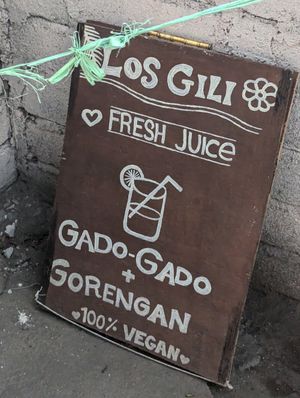 LOS GILI
FRESH JUICE
GADO-GADO
+
GORENGAN
100% VEGAN